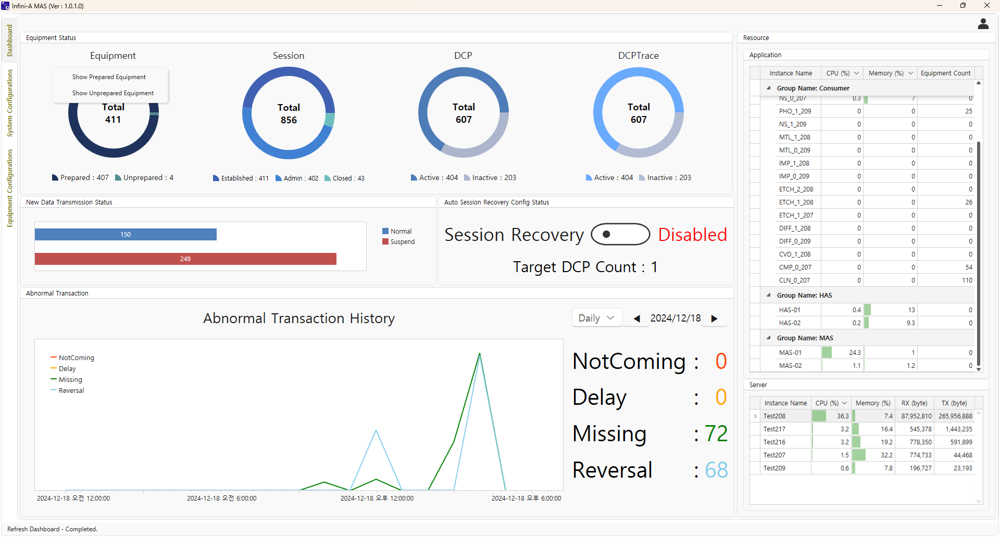 Infini-A MAS (Ver : 1.0.1.0)
Dashboard
System Configurations
Equipment Configurations
Equipment Status
Equipment
Show Prepared Equipment
Show Unprepared Equipment
Total
411
Prepared : 407 Unprepared : 4
Session
Total
856
Established : 411 Admin : 402 Closed : 43
DCP
Total
607
Active : 404 Inactive : 203
DCPTrace
Total
607
Active : 404 Inactive : 203
New Data Transmission Status
150
249
Normal
Suspend
Auto Session Recovery Config Status
Session Recovery Disabled
Target DCP Count : 1
Abnormal Transaction
Abnormal Transaction History
Daily 2024/12/18
NotComing
Delay
Missing
Reversal
2024-12-18 오전 12:00:00 2024-12-18 오전 6:00:00 2024-12-18 오후 12:00:00 2024-12-18 오후 6:00:00
NotComing : 0
Delay : 0
Missing : 72
Reversal : 68
Resource
Application
Instance Name CPU (%) Memory (%) Equipment Count
Group Name: Consumer
NS_0_207 0.3 7 0
PHO_1_209 0 0 25
NS_1_209 0 0 0
MTL_1_208 0 0 0
MTL_0_209 0 0 0
IMP_1_208 0 0 0
IMP_0_209 0 0 0
ETCH_2_208 0 0 0
ETCH_1_208 0 0 26
ETCH_1_207 0 0 0
DIFF_1_208 0 0 0
DIFF_0_209 0 0 0
CVD_1_208 0 0 0
CMP_0_207 0 0 54
CLN_0_207 0 0 110
Group Name: HAS
HAS-01 0.4 13 0
HAS-02 0.2 9.3 0
Group Name: MAS
MAS-01 24.3 1 0
MAS-02 1.1 1.2 0
Server
Instance Name CPU (%) Memory (%) RX (byte) TX (byte)
Test208 36.3 7.4 87,952,810 265,956,888
Test217 3.2 16.4 545,378 1,443,235
Test216 3.2 19.2 778,350 591,899
Test207 1.5 32.2 774,733 44,468
Test209 0.6 7.8 196,727 23,193
Refresh Dashboard - Completed.